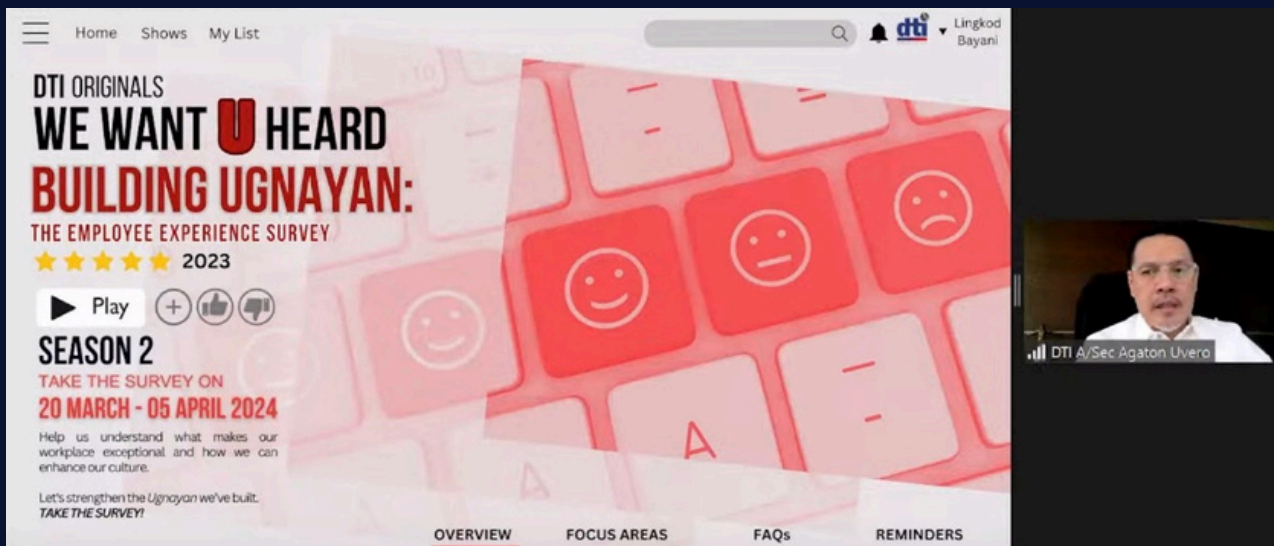 Home Shows My List
dti Lingkod
Bayani
DTI ORIGINALS
WE WANT U HEARD
BUILDING UGNAYAN:
THE EMPLOYEE EXPERIENCE SURVEY
2023
Play
SEASON 2
TAKE THE SURVEY ON
20 MARCH - 05 APRIL 2024
Help us understand what makes our
workplace exceptional and how we can
enhance our culture.
Let's strengthen the Ugnayan we've built.
TAKE THE SURVEY!
A
A
OVERVIEW FOCUS AREAS FAQs REMINDERS
DTI A/Sec Agaton Uvero